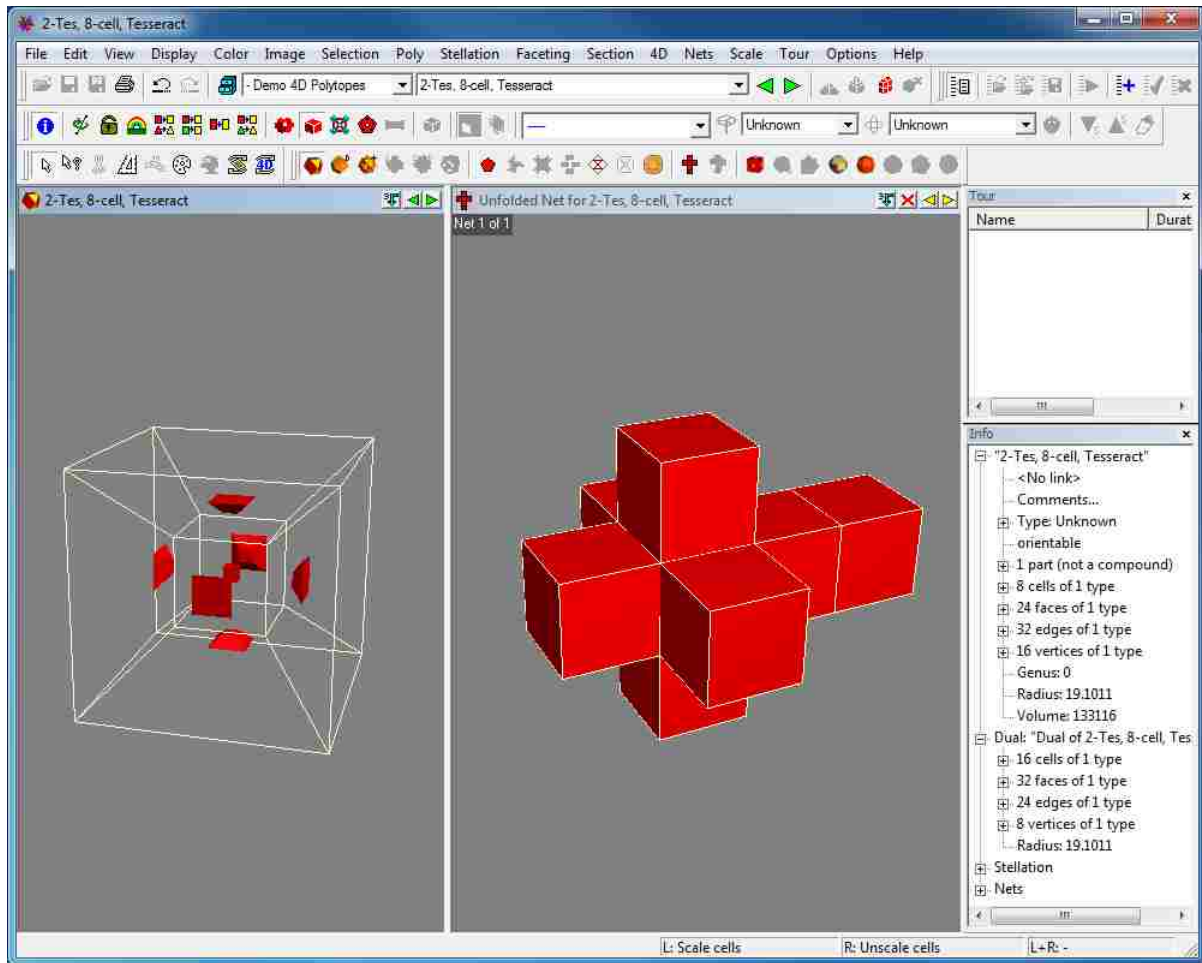 2-Tes, 8-cell, Tesseract
File Edit View Display Color Image Selection Poly Stellation Faceting Section 4D Nets Scale Tour Options Help
- Demo 4D Polytopes 2-Tes, 8-cell, Tesseract
Unknown Unknown
4D
2-Tes, 8-cell, Tesseract
Unfolded Net for 2-Tes, 8-cell, Tesseract
Net 1 of 1
Tour
Name Durat
Info
"2-Tes, 8-cell, Tesseract"
<No link>
Comments...
Type: Unknown
orientable
1 part (not a compound)
8 cells of 1 type
24 faces of 1 type
32 edges of 1 type
16 vertices of 1 type
Genus: 0
Radius: 19.1011
Volume: 133116
Dual: "Dual of 2-Tes, 8-cell, Tes
16 cells of 1 type
32 faces of 1 type
24 edges of 1 type
8 vertices of 1 type
Radius: 19.1011
Stellation
Nets
L: Scale cells R: Unscale cells L+R: -